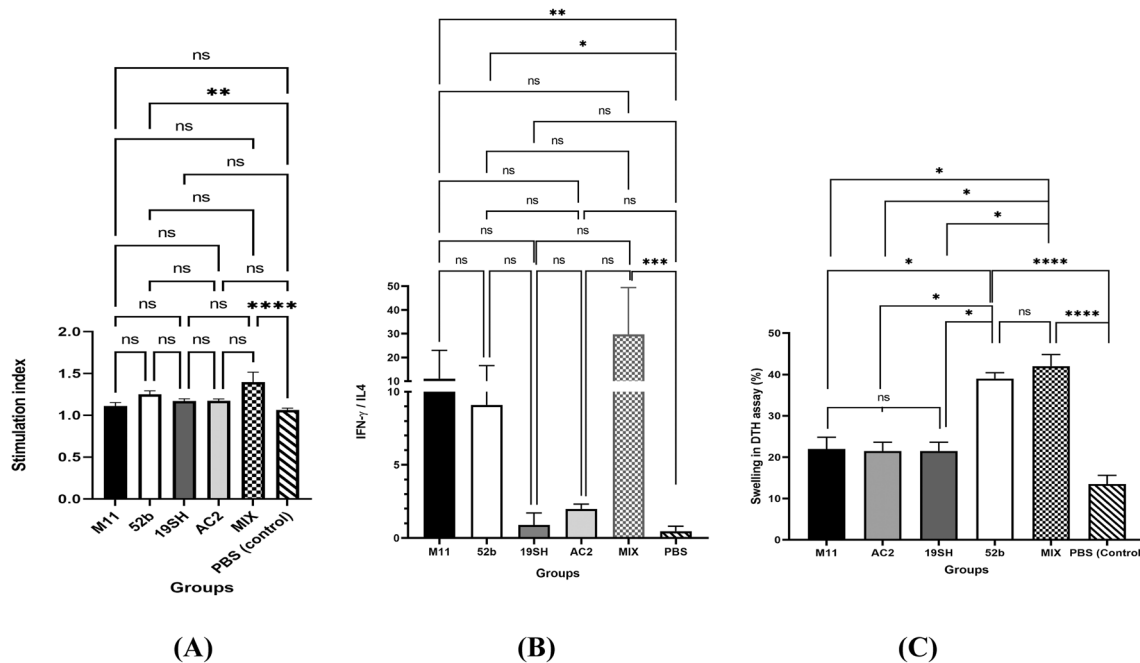 ns
**
ns
ns
ns
ns
ns
ns
ns
ns
****
ns
ns
ns
ns
Stimulation index
2.0
1.5
1.0
0.5
0.0
M11
52b
19SH
AC2
MIX
PBS (control)
Groups
(A)
**
*
ns
ns
ns
ns
ns
ns
ns
ns
ns
ns
ns
ns
***
IFN-γ / IL4
50
40
30
20
10
10
5
0
M11
52b
19SH
AC2
MIX
PBS
Groups
(B)
*
*
*
*
****
*
*
ns
****
ns
Swelling in DTH assay (%)
50
40
30
20
10
0
M11
AC2
19SH
52b
MIX
PBS (Control)
Groups
(C)